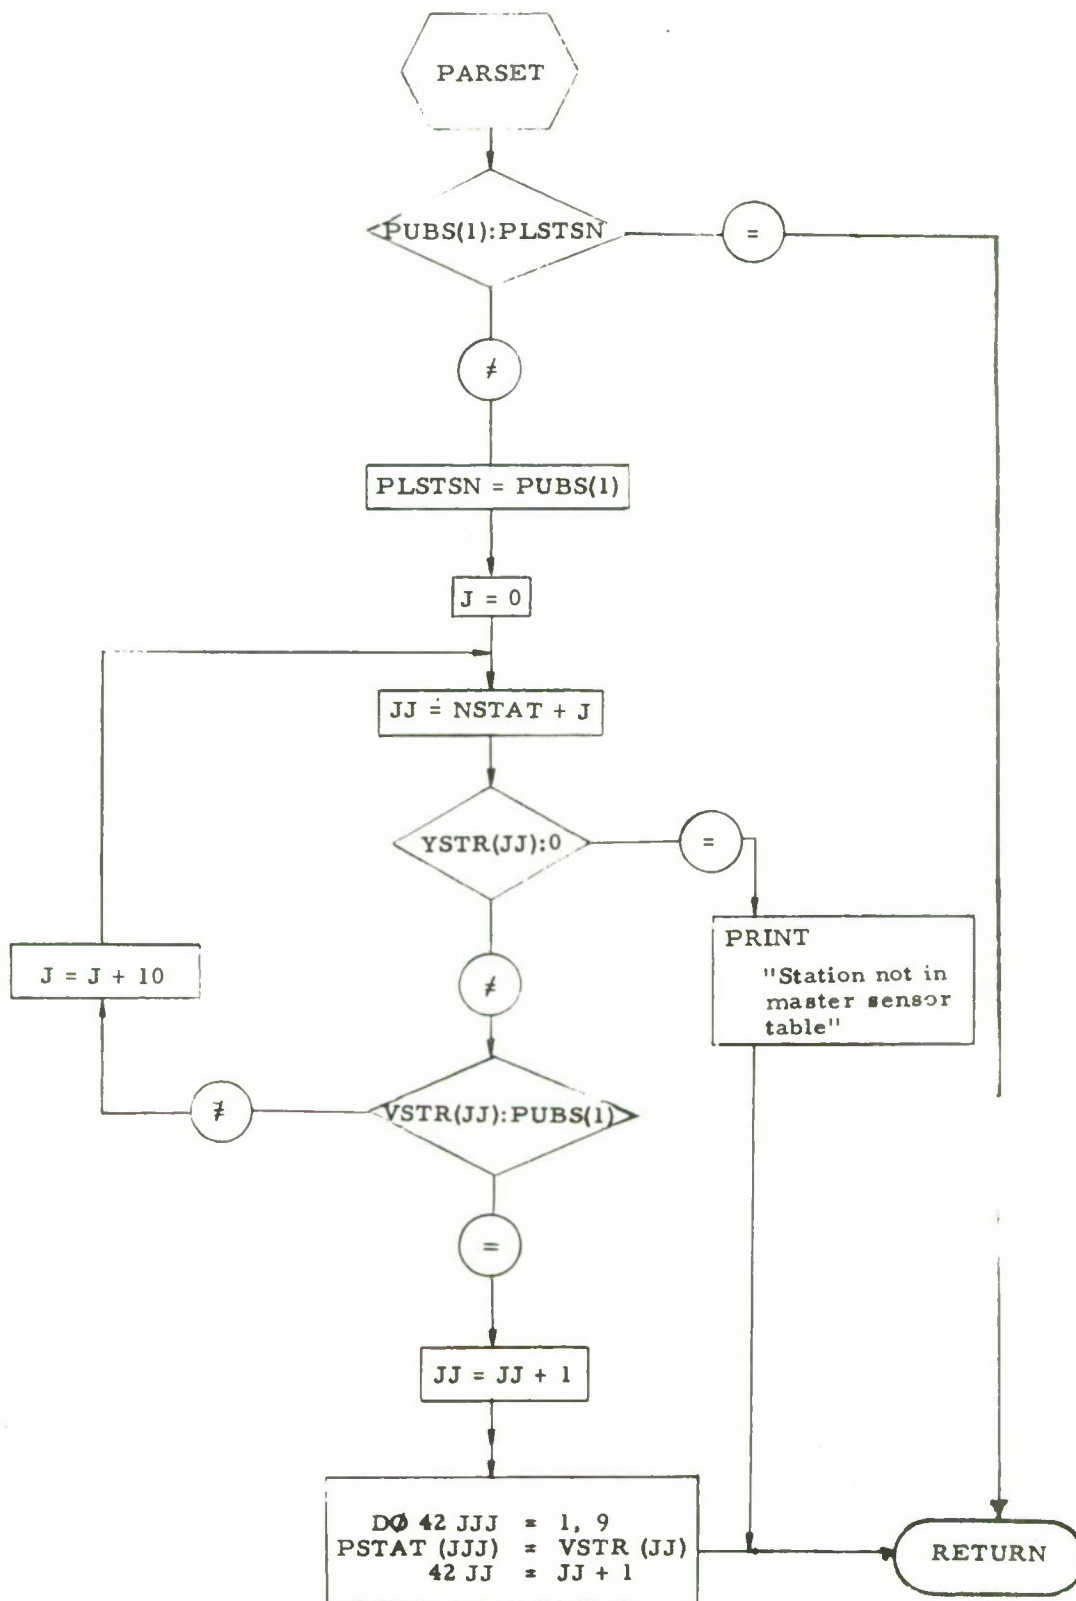 PARSET
PUBS(1):PLSTSN
=
≠
PLSTSN = PUBS(1)
J = 0
JJ = NSTAT + J
YSTR(JJ):0
=
PRINT
"Station not in
master sensor
table"
J = J + 10
≠
VSTR(JJ):PUBS(1)
≠
=
JJ = JJ + 1
DØ 42 JJJ = 1, 9
PSTAT (JJJ) = VSTR (JJ)
42 JJ = JJ + 1
RETURN